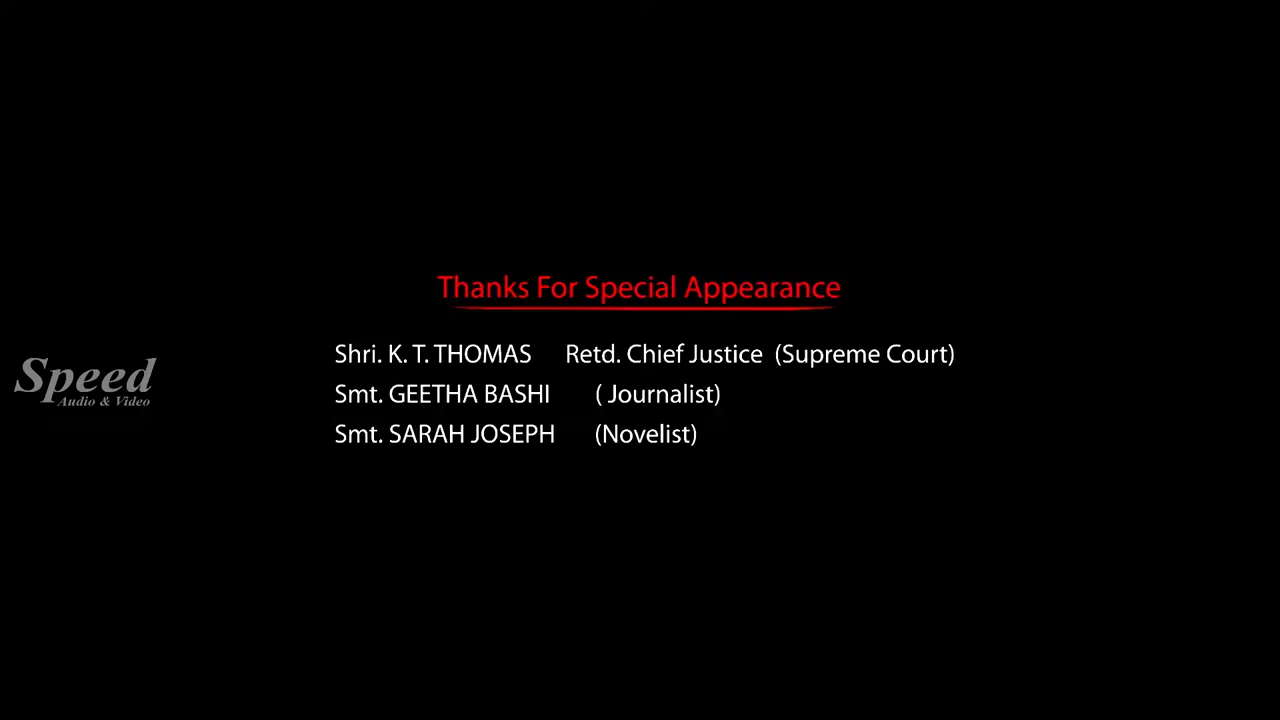 Thanks For Special Appearance
Shri. K. T. THOMAS Retd. Chief Justice (Supreme Court)
Smt. GEETHA BASHI ( Journalist)
Smt. SARAH JOSEPH (Novelist)
Speed
Audio & Video